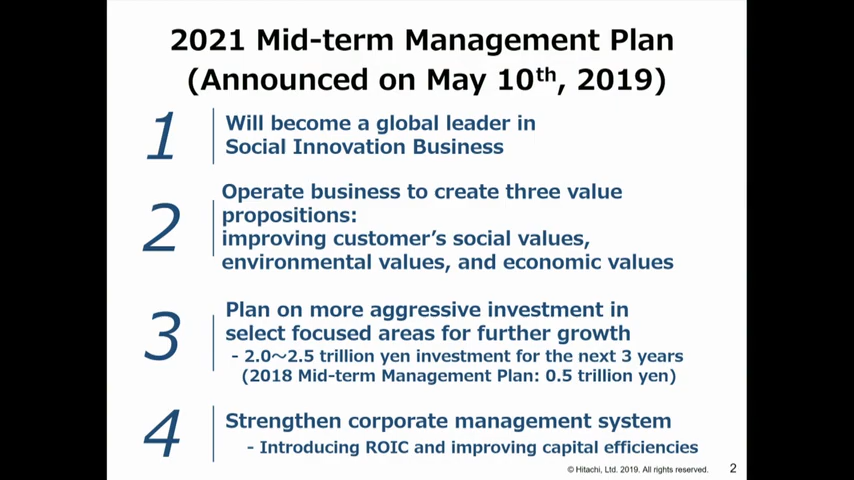 2021 Mid-term Management Plan
(Announced on May 10th, 2019)
1
Will become a global leader in
Social Innovation Business
2
Operate business to create three value
propositions:
improving customer’s social values,
environmental values, and economic values
3
Plan on more aggressive investment in
select focused areas for further growth
- 2.0～2.5 trillion yen investment for the next 3 years
(2018 Mid-term Management Plan: 0.5 trillion yen)
4
Strengthen corporate management system
- Introducing ROIC and improving capital efficiencies
© Hitachi, Ltd. 2019. All rights reserved. 2